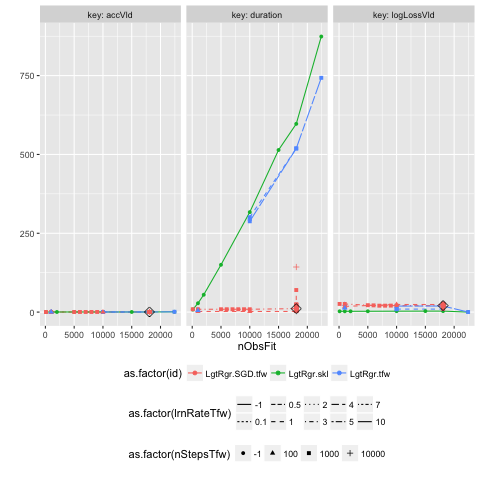 key: accVld key: duration key: logLossVld
750
500
250
0
0 5000 10000 15000 20000 0 5000 10000 15000 20000 0 5000 10000 15000 20000
nObsFit
as.factor(id) LgtRgr.SGD.tfw LgtRgr.skl LgtRgr.tfw
as.factor(lrnRateTfw) -1 0.5 2 4 7
0.1 1 3 5 10
as.factor(nStepsTfw) -1 100 1000 10000